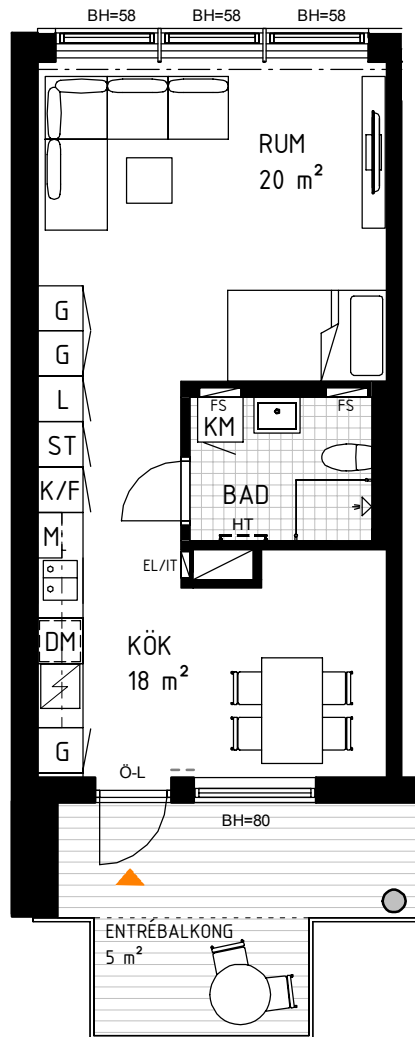 BH=58 BH=58 BH=58
RUM
20 m²
G
G
L
ST
K/F
M
DM
G
FS
FS
KM
BAD
HT
EL/IT
KÖK
18 m²
Ö-L
BH=80
ENTRÉBALKONG
5 m²